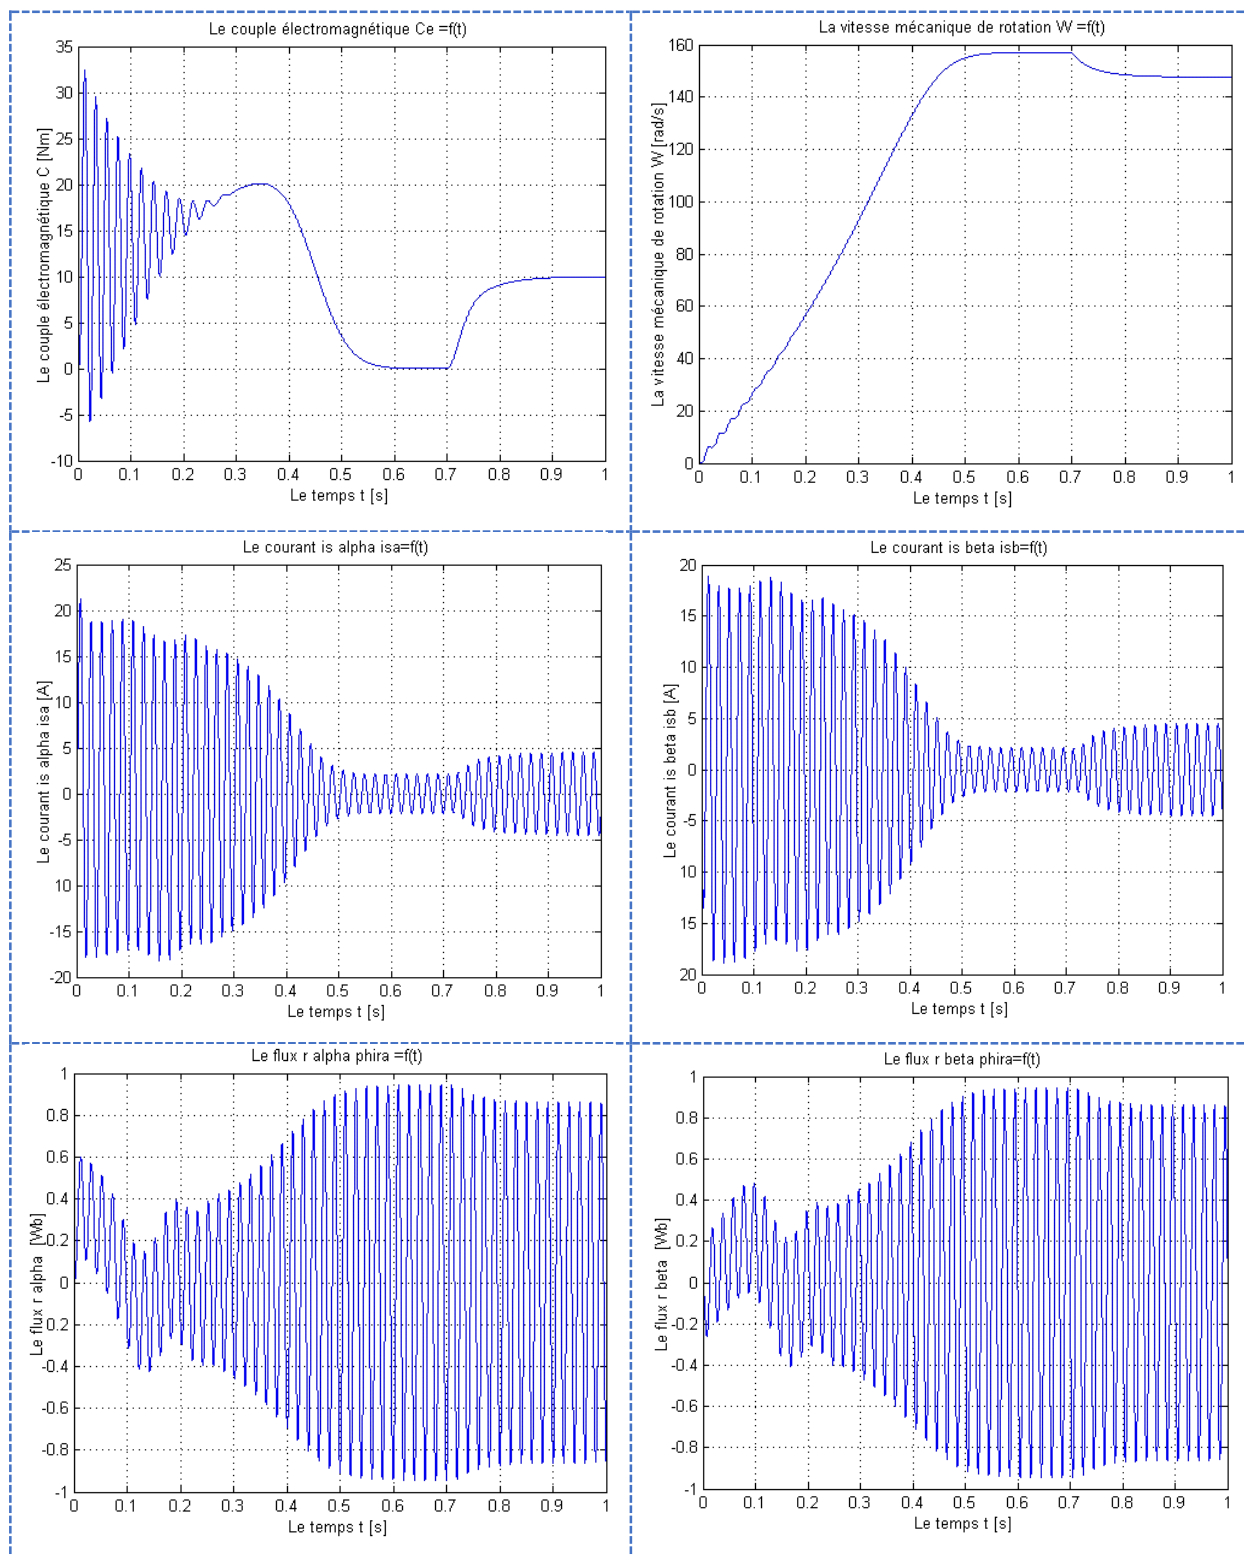 Le couple électromagnétique Ce =f(t)
35
30
25
20
15
10
5
0
-5
-10
Le couple électromagnétique C [Nm]
0 0.1 0.2 0.3 0.4 0.5 0.6 0.7 0.8 0.9 1
Le temps t [s]
La vitesse mécanique de rotation W =f(t)
160
140
120
100
80
60
40
20
0
La vitesse mécanique de rotation W [rad/s]
0 0.1 0.2 0.3 0.4 0.5 0.6 0.7 0.8 0.9 1
Le temps t [s]
Le courant is alpha isa=f(t)
25
20
15
10
5
0
-5
10
-15
-20
Le courant is alpha isa [A]
0 0.1 0.2 0.3 0.4 0.5 0.6 0.7 0.8 0.9 1
Le temps t [s]
Le courant is beta isb=f(t)
20
15
10
5
0
-5
10
15
20
Le courant is beta isb [A]
0 0.1 0.2 0.3 0.4 0.5 0.6 0.7 0.8 0.9 1
Le temps t [s]
Le flux r alpha phira =f(t)
1
0.8
0.6
0.4
0.2
0
0.2
-0.4
-0.6
-0.8
-1
Le flux r alpha [Wb]
0 0.1 0.2 0.3 0.4 0.5 0.6 0.7 0.8 0.9 1
Le temps t [s]
Le flux r beta phira=f(t)
1
0.8
0.6
0.4
0.2
0
0.2
-0.4
-0.6
-0.8
-1
Le flux r beta [Wb]
0 0.1 0.2 0.3 0.4 0.5 0.6 0.7 0.8 0.9 1
Le temps t [s]